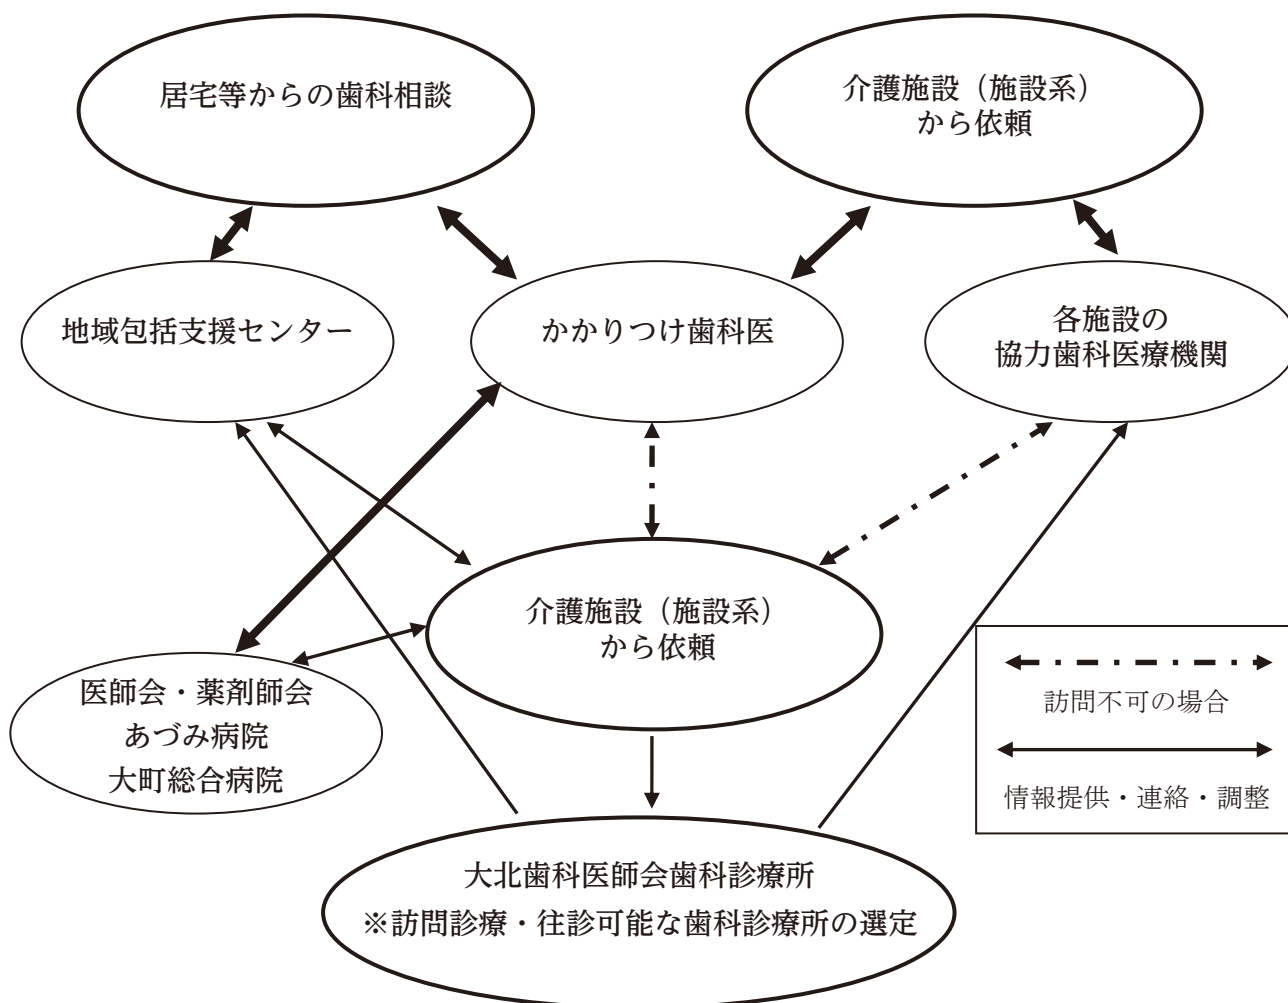 居宅等からの歯科相談
介護施設（施設系）
から依頼
地域包括支援センター
かかりつけ歯科医
各施設の
協力歯科医療機関
介護施設（施設系）
から依頼
医師会・薬剤師会
あづみ病院
大町総合病院
訪問不可の場合
情報提供・連絡・調整
大北歯科医師会歯科診療所
※訪問診療・往診可能な歯科診療所の選定